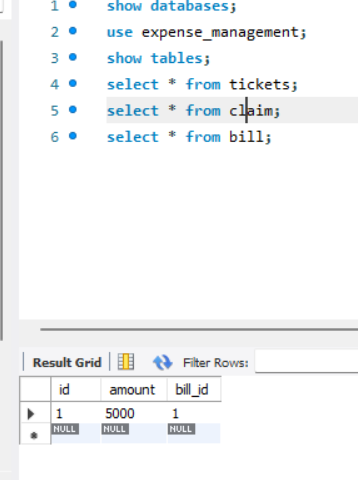 1 show databases;
2 use expense_management;
3 show tables;
4 select * from tickets;
5 select * from claim;
6 select * from bill;
Result Grid Filter Rows:
id amount bill_id
1 5000 1
NULL NULL NULL